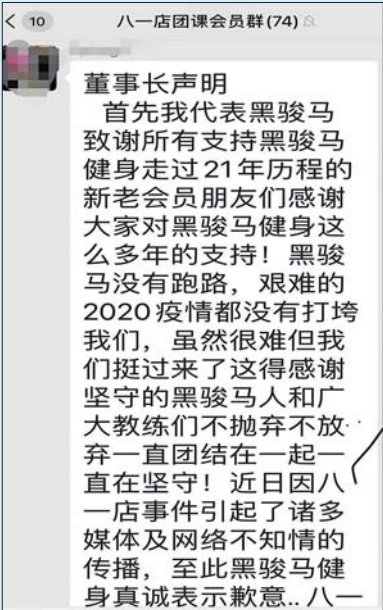 10
八一店团课会员群(74)
董事长声明
首先我代表黑骏马
致谢所有支持黑骏马
健身走过21年历程的
新老会员朋友们感谢
大家对黑骏马健身这
么多年的支持！黑骏
马没有跑路，艰难的
2020疫情都没有打垮
我们，虽然很难但我
们挺过来了这得感谢
坚守的黑骏马人和广
大教练们不抛弃不放
弃一直团结在一起一
直在坚守！近日因八
一店事件引起了诸多
媒体及网络不知情的
传播，至此黑骏马健
身真诚表示歉意..八一